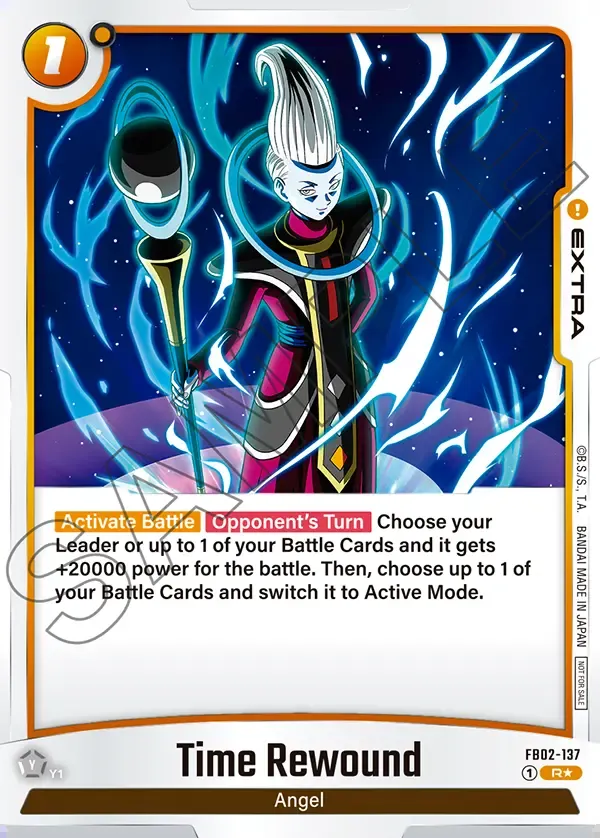 1
! EXTRA
Activate Battle Opponent's Turn Choose your
Leader or up to 1 of your Battle Cards and it gets
+20000 power for the battle. Then, choose up to 1 of
your Battle Cards and switch it to Active Mode.
SAMPLE
©B.S./S., T.A. BANDAI MADE IN JAPAN
NOT FOR SALE
Time Rewound
FB02-137
Y Y1
1 R★
Angel